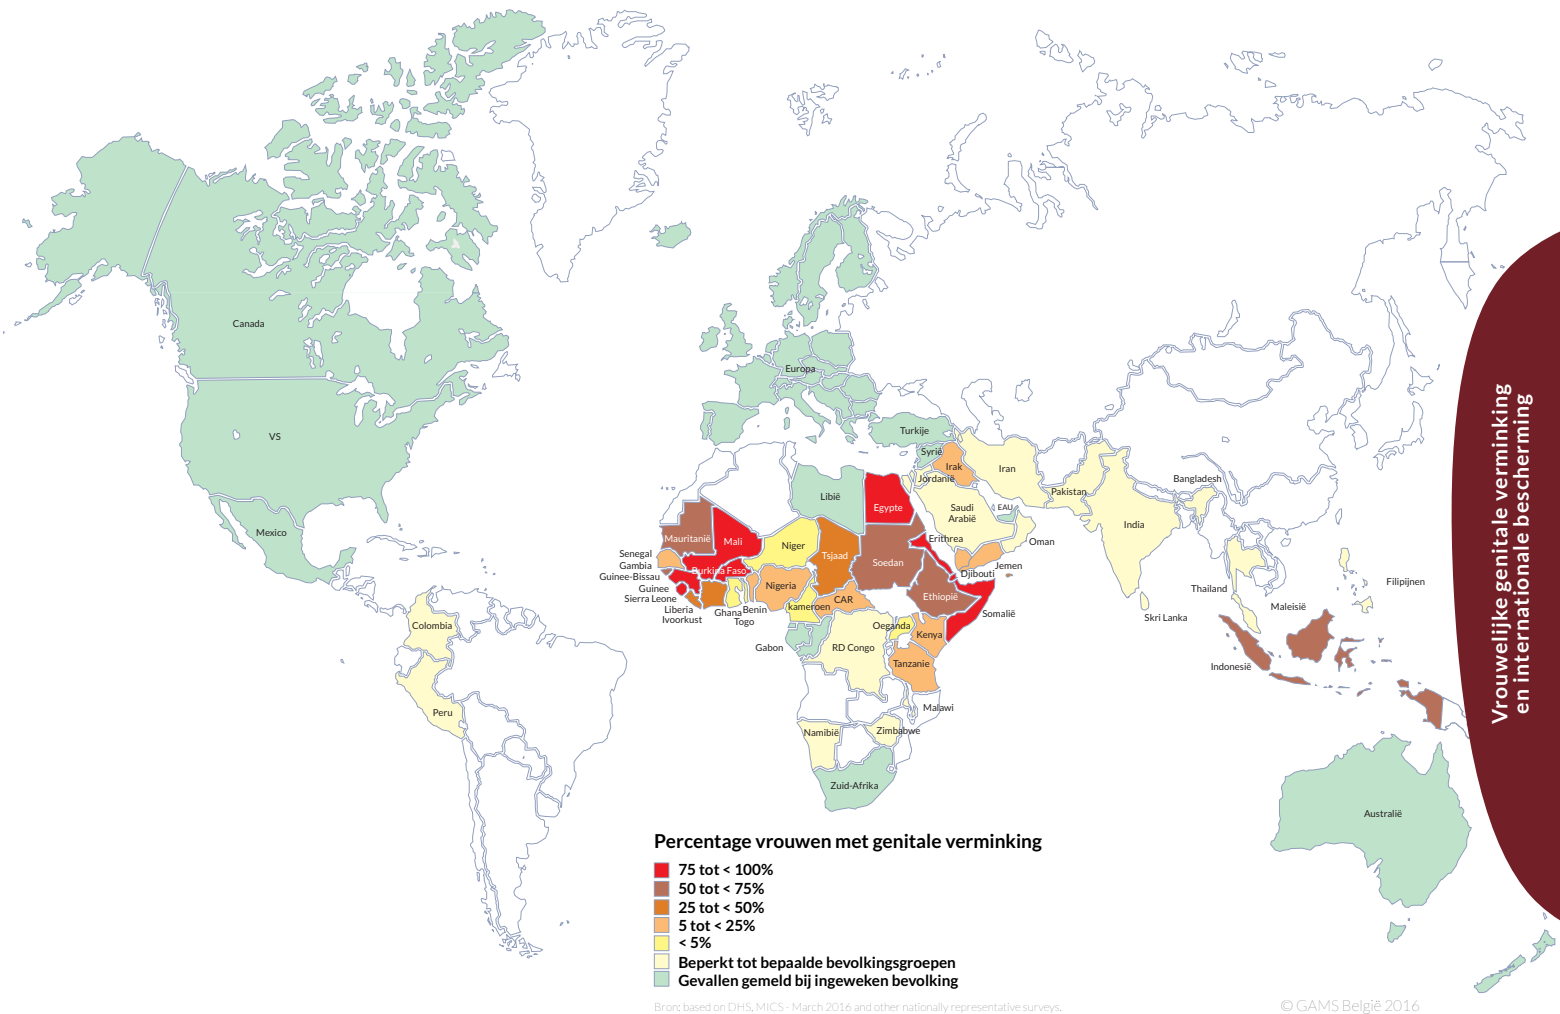 Canada
VS
Mexico
Colombia
Peru
Europa
Turkije
Syrië
Irak
Iran
Jordanië
Pakistan
Bangladesh
Libië
Egypte
Saudi
Arabië
EAU
India
Oman
Mauritanië
Mali
Niger
Tsjaad
Soedan
Erithrea
Jemen
Djibouti
Senegal
Gambia
Guinee-Bissau
Guinee
Sierra Leone
Liberia
Ivoorkust
Burkina Faso
Ghana
Togo
Benin
Nigeria
kameroen
CAR
Ethiopië
Somalië
Oeganda
Kenya
Gabon
RD Congo
Tanzanie
Malawi
Namibië
Zimbabwe
Zuid-Afrika
Thailand
Filipijnen
Maleisië
Skri Lanka
Indonesië
Australië
Vrouwelijke genitale verminking
en internationale bescherming
Percentage vrouwen met genitale verminking
75 tot < 100%
50 tot < 75%
25 tot < 50%
5 tot < 25%
< 5%
Beperkt tot bepaalde bevolkingsgroepen
Gevallen gemeld bij ingeweken bevolking
Bron: based on DHS, MICS - March 2016 and other nationally representative surveys.
© GAMS België 2016